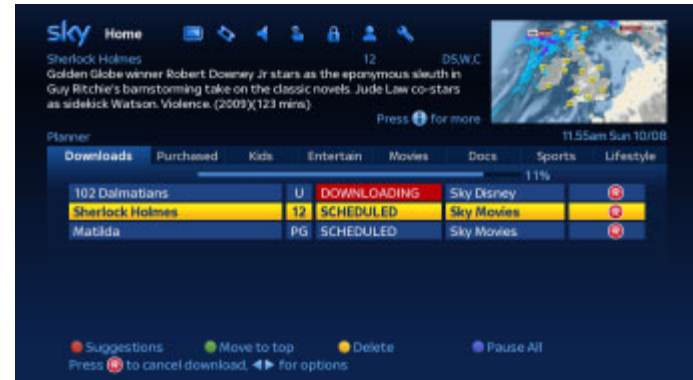 sky Home
Sherlock Holmes 12 DS,W,C
Golden Globe winner Robert Downey Jr stars as the eponymous sleuth in
Guy Ritchie's barnstorming take on the classic novels. Jude Law co-stars
as sidekick Watson. Violence. (2009)(123 mins)
Press i for more
Planner 11.55am Sun 10/08
Downloads Purchased Kids Entertain Movies Docs Sports Lifestyle
11%
102 Dalmatians U DOWNLOADING Sky Disney R
Sherlock Holmes 12 SCHEDULED Sky Movies R
Matilda PG SCHEDULED Sky Movies R
Suggestions Move to top Delete Pause All
Press R to cancel download, for options